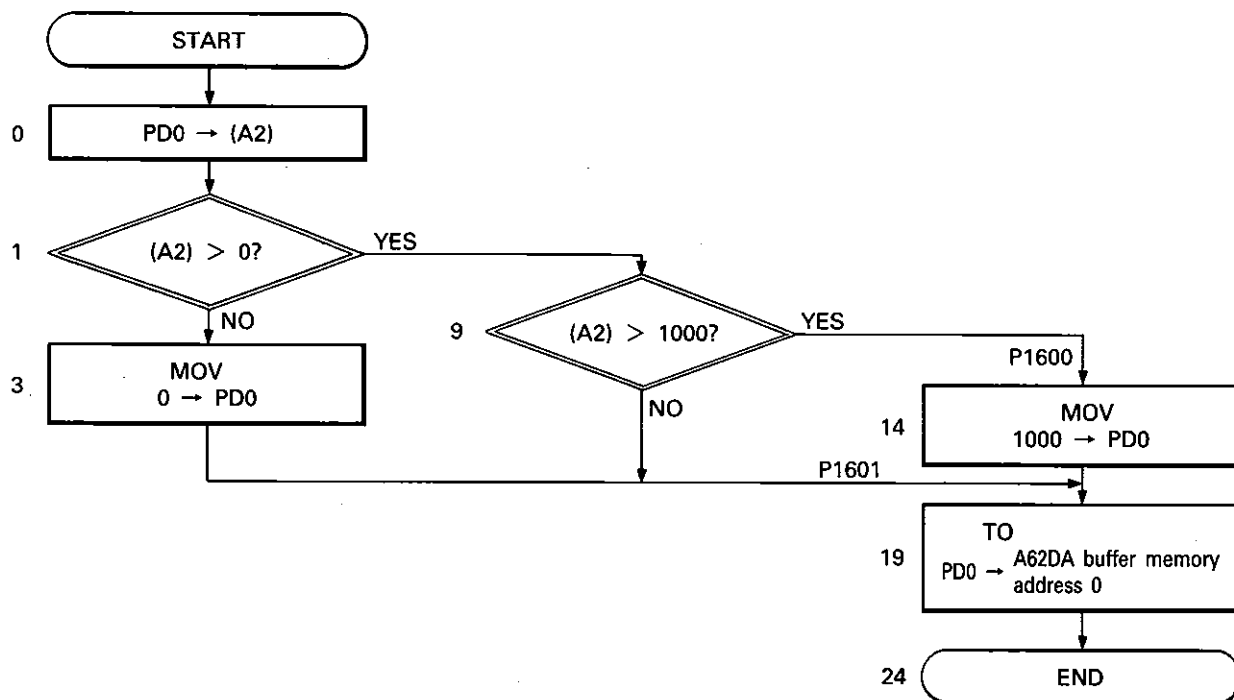 START
0
PD0 → (A2)
1
(A2) > 0?
YES
NO
9
(A2) > 1000?
YES
NO
P1600
3
MOV
0 → PD0
14
MOV
1000 → PD0
P1601
19
TO
PD0 → A62DA buffer memory
address 0
24
END